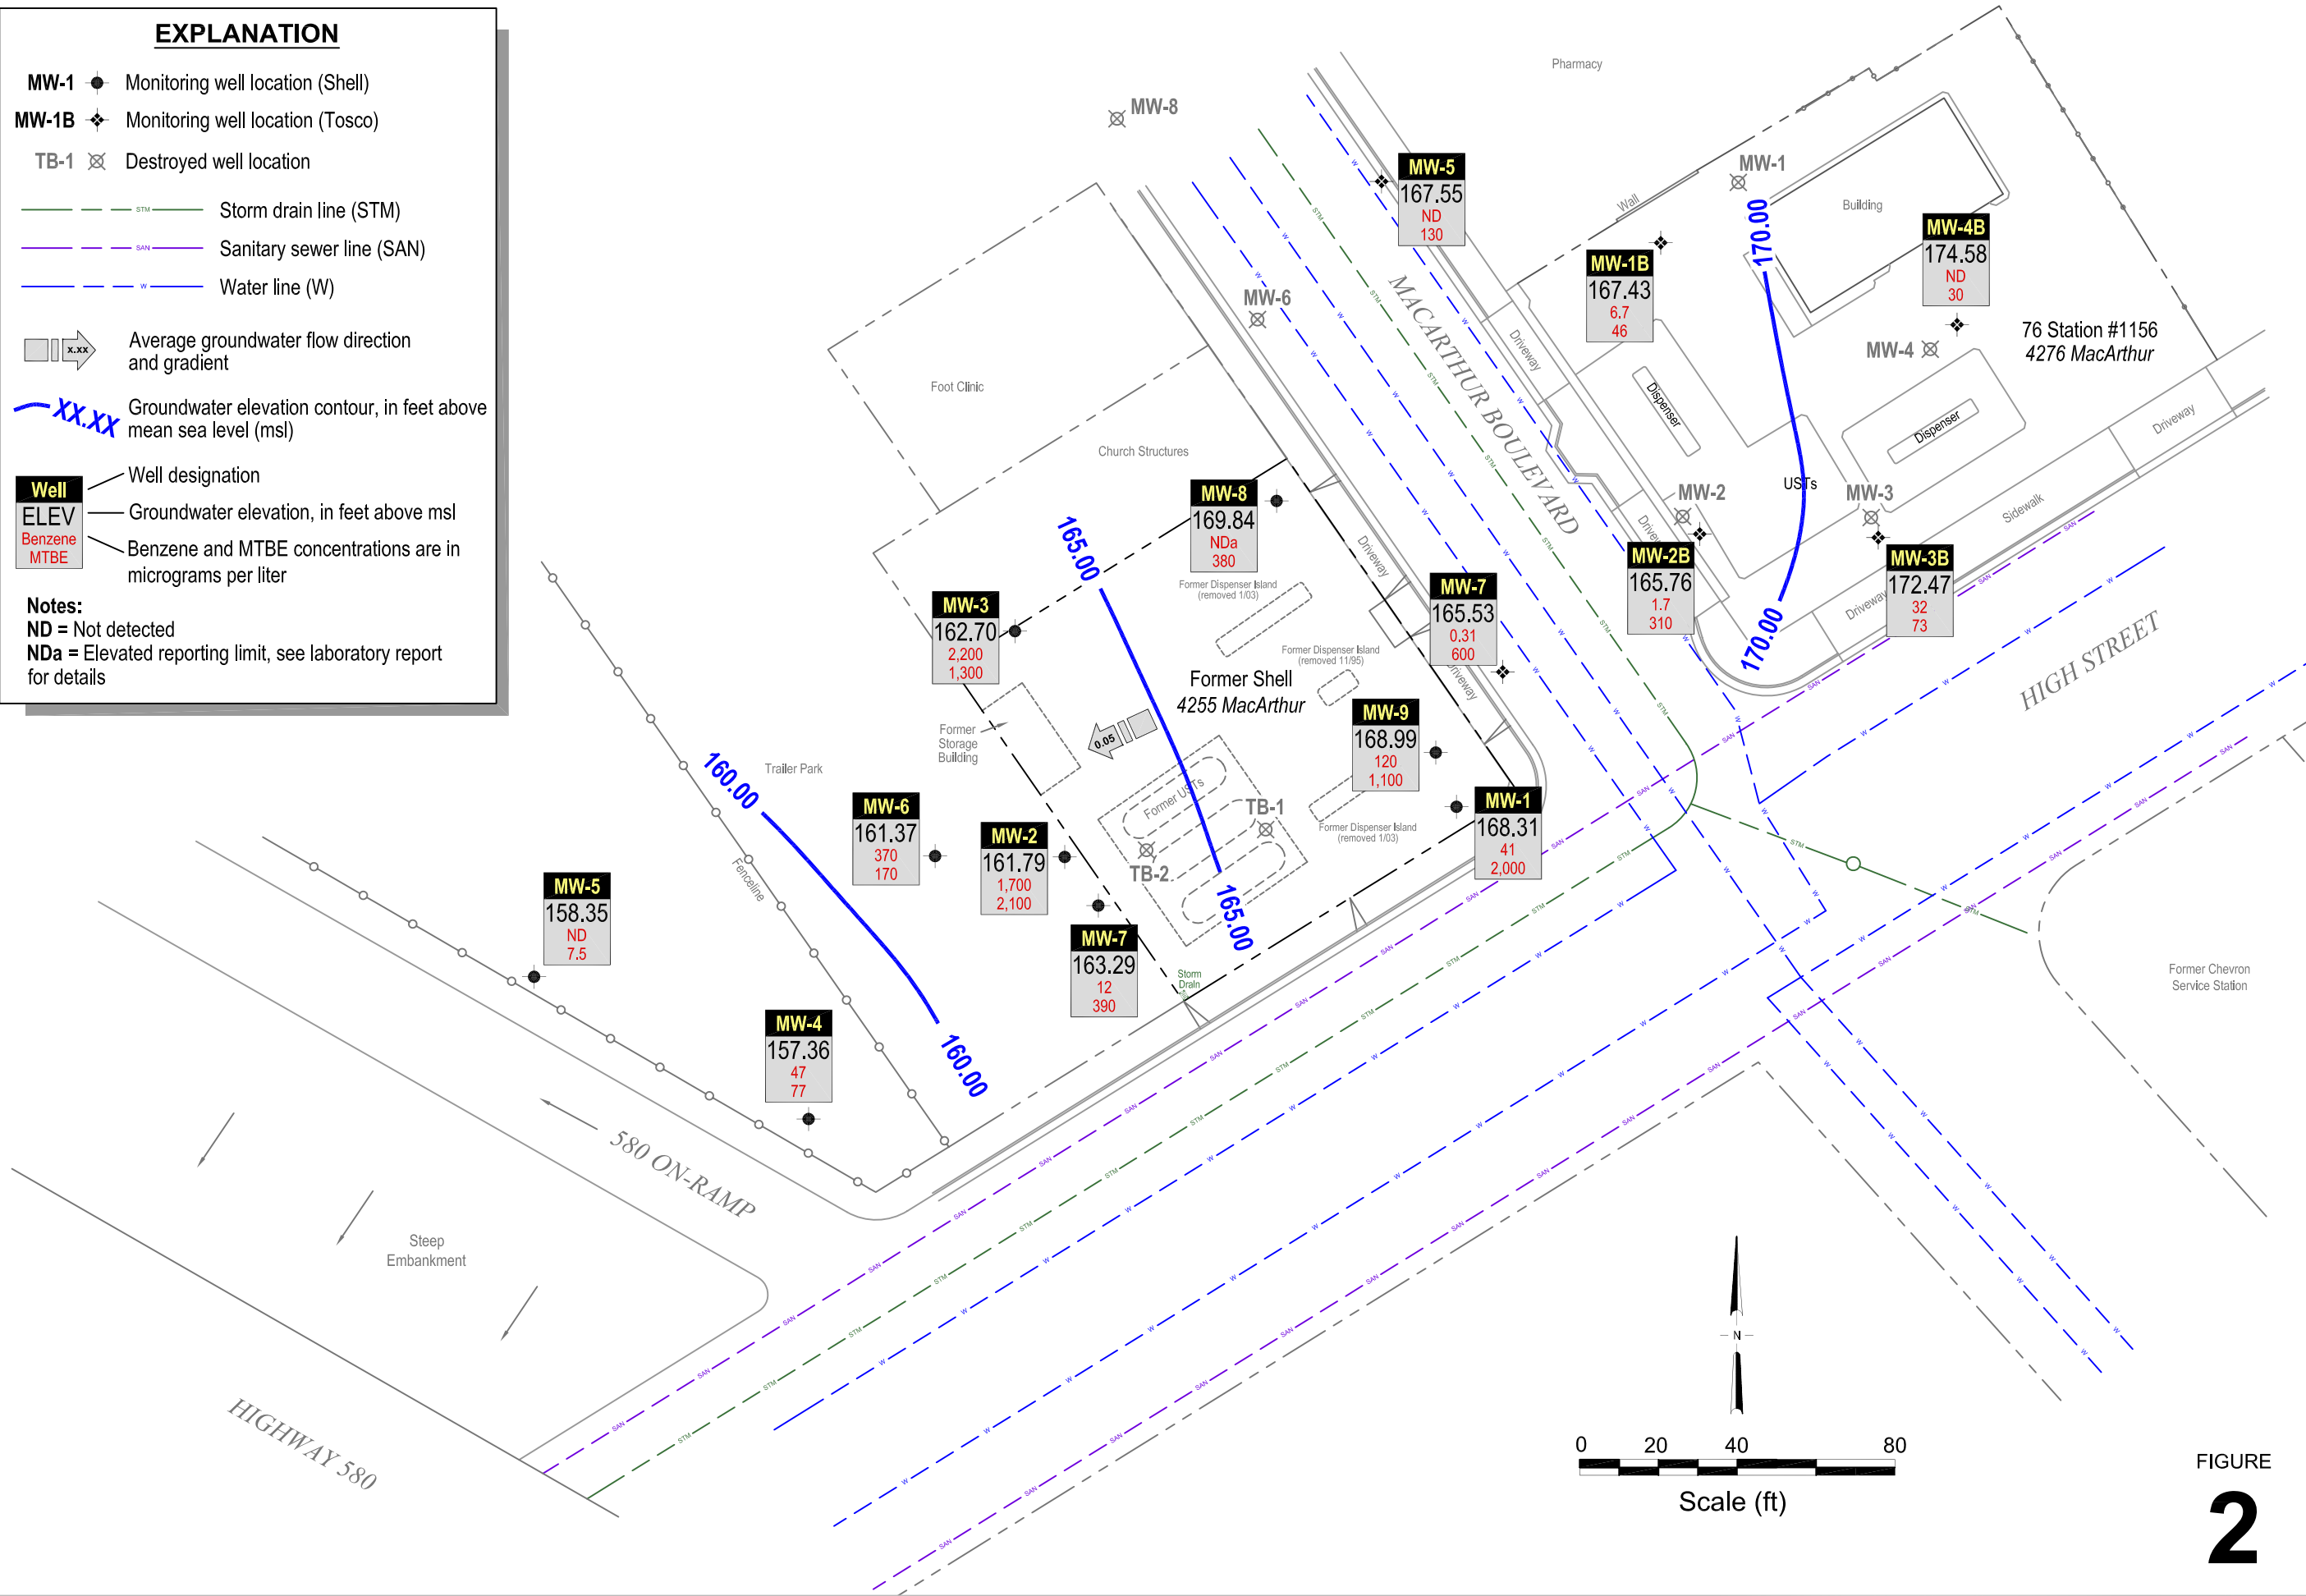 EXPLANATION
MW-1 Monitoring well location (Shell)
MW-1B Monitoring well location (Tosco)
TB-1 Destroyed well location
STM Storm drain line (STM)
SAN Sanitary sewer line (SAN)
W Water line (W)
x.xx Average groundwater flow direction
and gradient
XX.XX Groundwater elevation contour, in feet above
mean sea level (msl)
Well
ELEV
Benzene
MTBE
Well designation
Groundwater elevation, in feet above msl
Benzene and MTBE concentrations are in
micrograms per liter
Notes:
ND = Not detected
NDa = Elevated reporting limit, see laboratory report
for details
Pharmacy
MW-8
MW-5
167.55
ND
130
MW-1
Wall
Building
170.00
MW-1B
167.43
6.7
46
MW-4B
174.58
ND
30
76 Station #1156
4276 MacArthur
MW-4
MW-6
MACARTHUR BOULEVARD
Driveway
Dispenser
Dispenser
Driveway
Foot Clinic
Church Structures
MW-8
169.84
NDa
380
USTs
MW-2
MW-3
Sidewalk
Driveway
MW-2B
165.76
1.7
310
MW-3B
172.47
32
73
Driveway
170.00
HIGH STREET
165.00
Driveway
Former Dispenser Island
(removed 1/03)
MW-7
165.53
0.31
600
Driveway
MW-3
162.70
2,200
1,300
Former Dispenser Island
(removed 11/95)
Former Shell
4255 MacArthur
Former
Storage
Building
0.05
MW-9
168.99
120
1,100
Trailer Park
160.00
Former USTs
TB-1
TB-2
Former Dispenser Island
(removed 1/03)
MW-1
168.31
41
2,000
MW-6
161.37
370
170
MW-2
161.79
1,700
2,100
Fenceline
MW-5
158.35
ND
7.5
165.00
MW-7
163.29
12
390
Storm
Drain
MW-4
157.36
47
77
160.00
Former Chevron
Service Station
580 ON-RAMP
Steep
Embankment
HIGHWAY 580
N
0 20 40 80
Scale (ft)
FIGURE
2